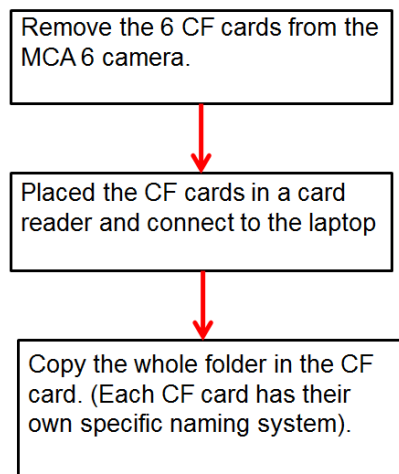 Remove the 6 CF cards from the
MCA 6 camera.
Placed the CF cards in a card
reader and connect to the laptop
Copy the whole folder in the CF
card. (Each CF card has their
own specific naming system).